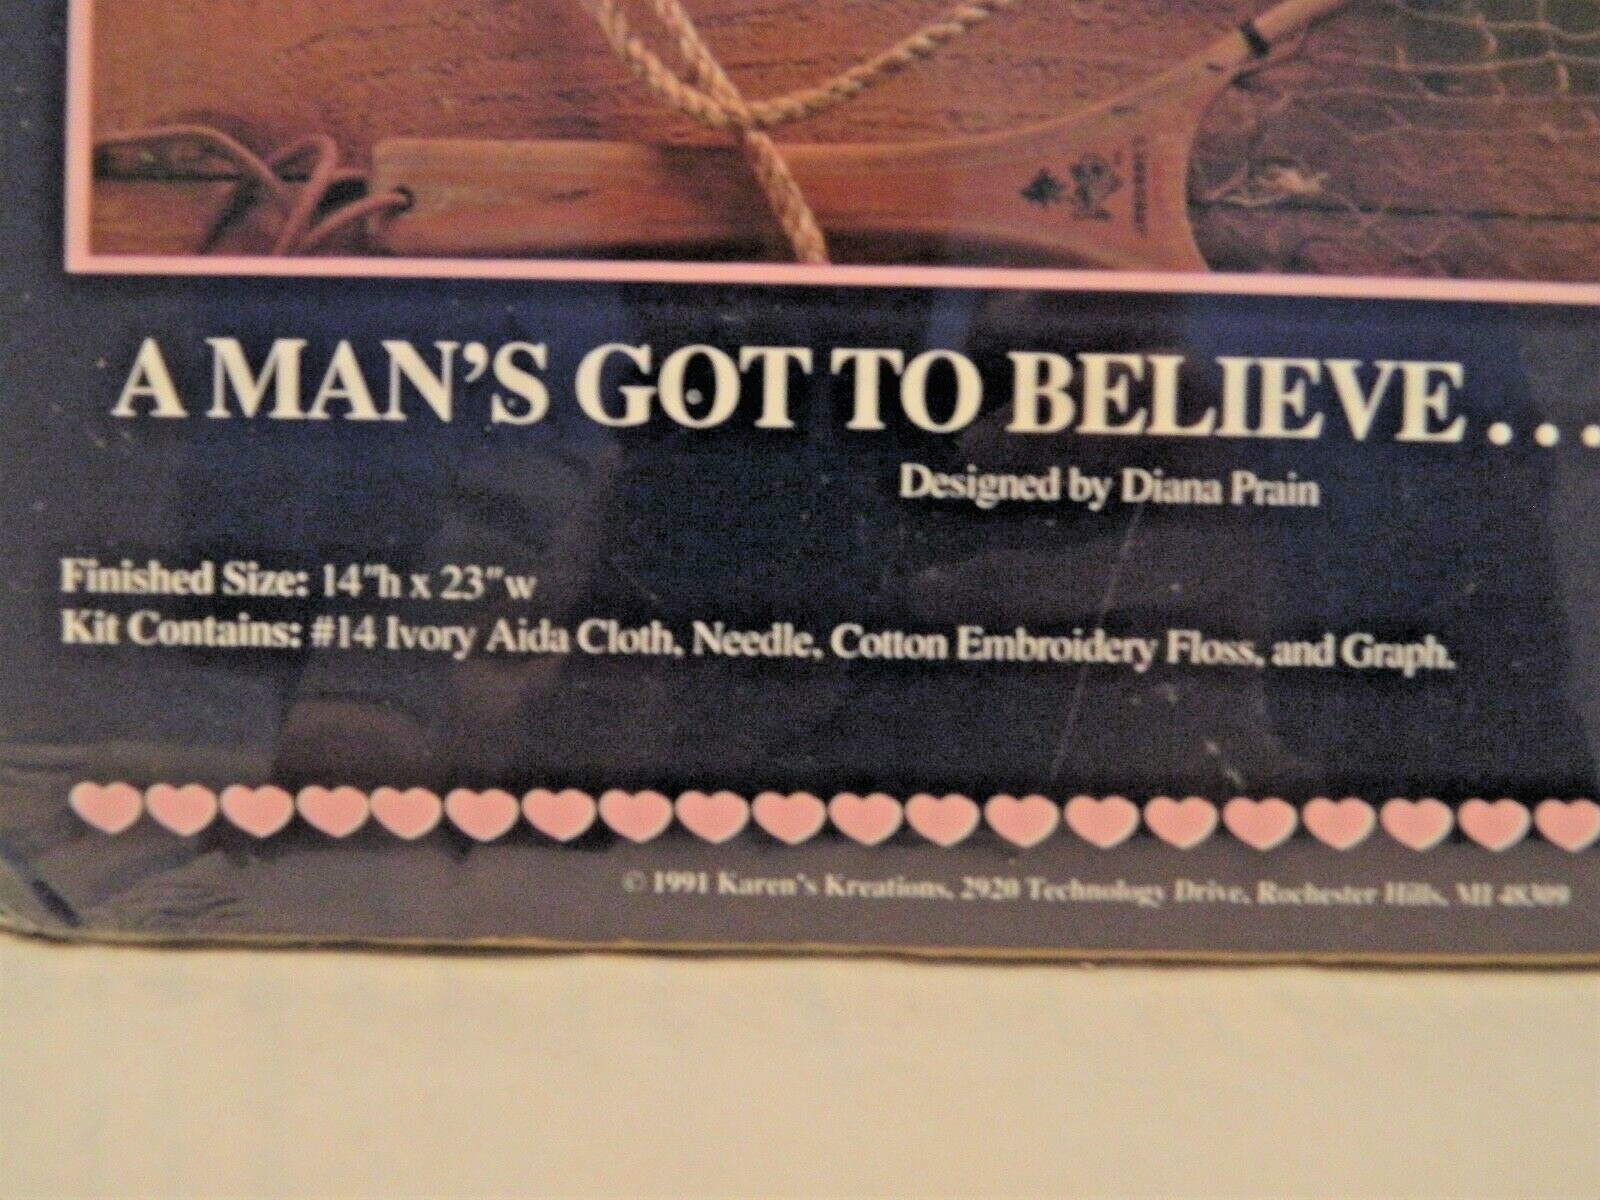 A MAN'S GOT TO BELIEVE...
Designed by Diana Prain
Finished Size: 14"h x 23"w
Kit Contains: #14 Ivory Aida Cloth, Needle, Cotton Embroidery Floss, and Graph.
© 1991 Karen's Kreations, 2920 Technology Drive, Rochester Hills, MI 48309